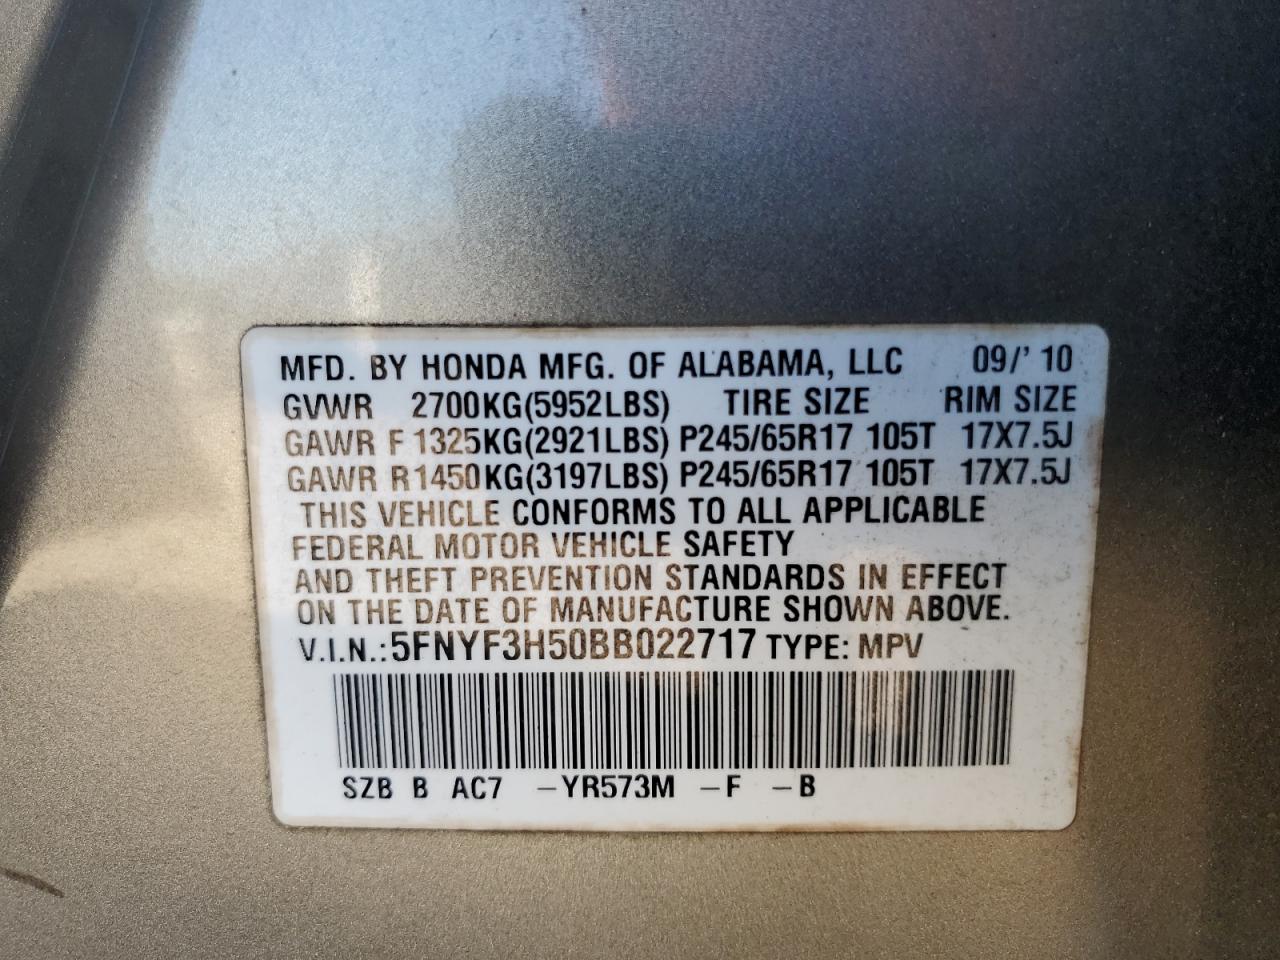 MFD. BY HONDA MFG. OF ALABAMA, LLC 09/' 10
GVWR 2700KG(5952LBS) TIRE SIZE RIM SIZE
GAWR F 1325KG(2921LBS) P245/65R17 105T 17X7.5J
GAWR R1450KG(3197LBS) P245/65R17 105T 17X7.5J
THIS VEHICLE CONFORMS TO ALL APPLICABLE
FEDERAL MOTOR VEHICLE SAFETY
AND THEFT PREVENTION STANDARDS IN EFFECT
ON THE DATE OF MANUFACTURE SHOWN ABOVE.
V.I.N.:5FNYF3H50BB022717 TYPE: MPV
SZB B AC7 -YR573M -F -B